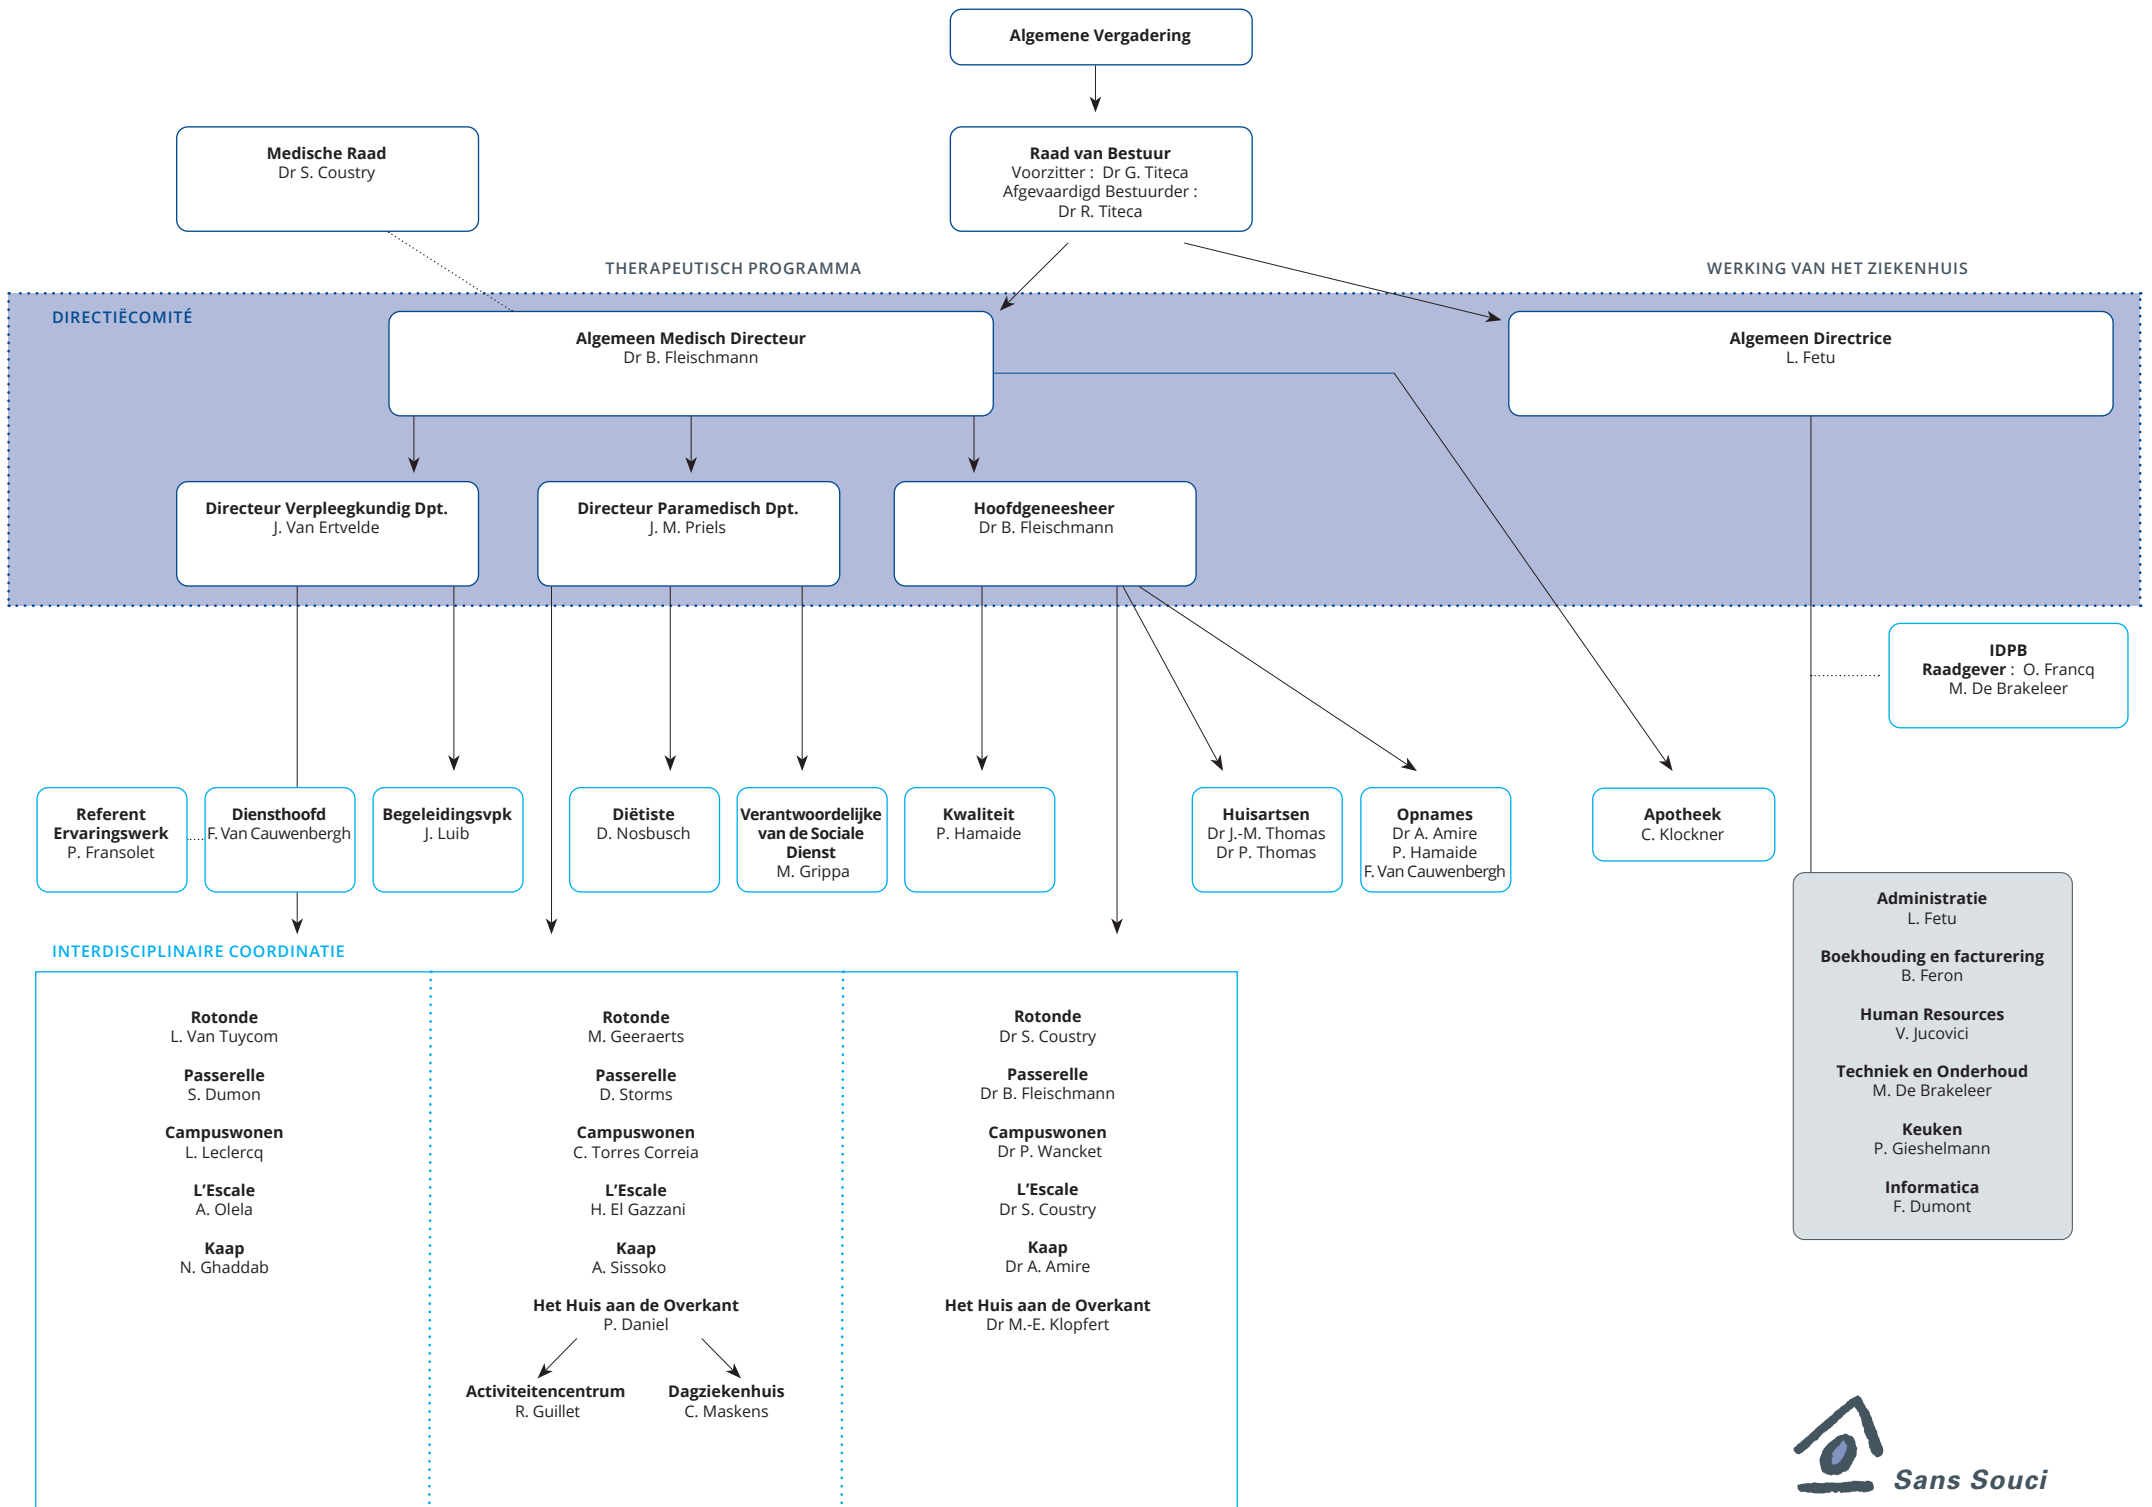 Algemene Vergadering
Medische Raad
Dr S. Coustry
Raad van Bestuur
Voorzitter : Dr G. Titeca
Afgevaardigd Bestuurder :
Dr R. Titeca
THERAPEUTISCH PROGRAMMA
WERKING VAN HET ZIEKENHUIS
DIRECTIËCOMITÉ
Algemeen Medisch Directeur
Dr B. Fleischmann
Algemeen Directrice
L. Fetu
Directeur Verpleegkundig Dpt.
J. Van Ertvelde
Directeur Paramedisch Dpt.
J. M. Priels
Hoofdgeneesheer
Dr B. Fleischmann
IDPB
Raadgever : O. Francq
M. De Brakeleer
Referent
Ervaringswerk
P. Fransolet
Diensthoofd
F. Van Cauwenbergh
Begeleidingsvpk
J. Luib
Diëtiste
D. Nosbusch
Verantwoordelijke
van de Sociale
Dienst
M. Grippa
Kwaliteit
P. Hamaide
Huisartsen
Dr J.-M. Thomas
Dr P. Thomas
Opnames
Dr A. Amire
P. Hamaide
F. Van Cauwenbergh
Apotheek
C. Klockner
Administratie
L. Fetu
Boekhouding en facturering
B. Feron
Human Resources
V. Jucovici
Techniek en Onderhoud
M. De Brakeleer
Keuken
P. Gieshelmann
Informatica
F. Dumont
INTERDISCIPLINAIRE COORDINATIE
Rotonde
L. Van Tuycom
Passerelle
S. Dumon
Campuswonen
L. Leclercq
L'Escale
A. Olela
Kaap
N. Ghaddab
Rotonde
M. Geeraerts
Passerelle
D. Storms
Campuswonen
C. Torres Correia
L'Escale
H. El Gazzani
Kaap
A. Sissoko
Het Huis aan de Overkant
P. Daniel
Activiteitencentrum
R. Guillet
Dagziekenhuis
C. Maskens
Rotonde
Dr S. Coustry
Passerelle
Dr B. Fleischmann
Campuswonen
Dr P. Wancket
L'Escale
Dr S. Coustry
Kaap
Dr A. Amire
Het Huis aan de Overkant
Dr M.-E. Klopfert
Sans Souci